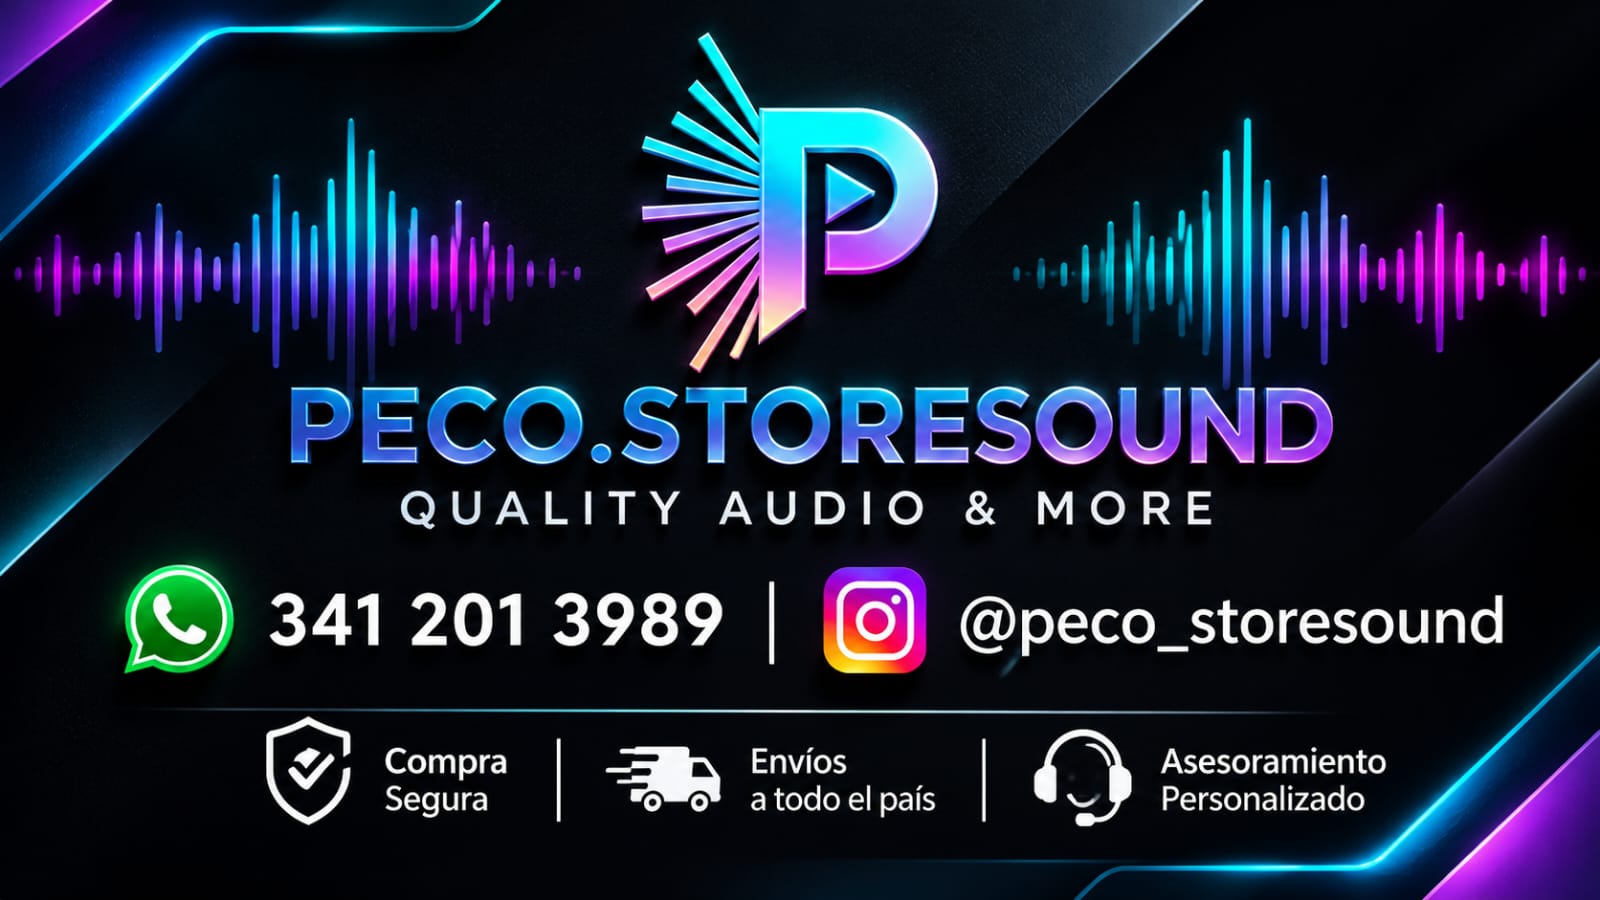 P
PECO.STORESOUND
QUALITY AUDIO & MORE
341 201 3989
@peco_storesound
Compra
Segura
Envíos
a todo el país
Asesoramiento
Personalizado